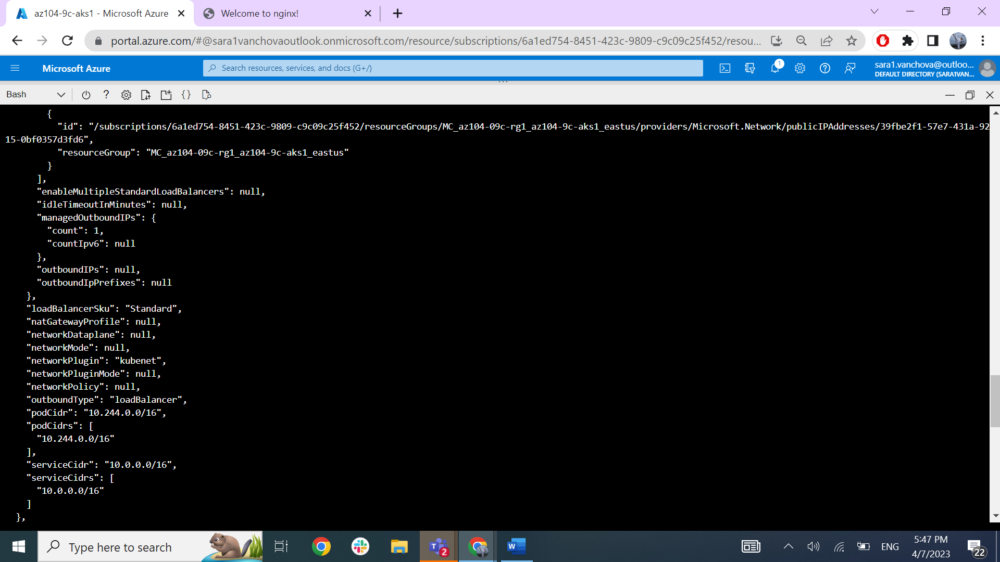 az104-9c-aks1 - Microsoft Azure
Welcome to nginx!
portal.azure.com/#@sara1vanchovaoutlook.onmicrosoft.com/resource/subscriptions/6a1ed754-8451-423c-9809-c9c09c25f452/resou...
Microsoft Azure
Search resources, services, and docs (G+/)
1
sara1.vanchova@outloo...
DEFAULT DIRECTORY (SARA1VAN...
Bash
{
"id": "/subscriptions/6a1ed754-8451-423c-9809-c9c09c25f452/resourceGroups/MC_az104-09c-rg1_az104-9c-aks1_eastus/providers/Microsoft.Network/publicIPAddresses/39fbe2f1-57e7-431a-92
15-0bf0357d3fd6",
"resourceGroup": "MC_az104-09c-rg1_az104-9c-aks1_eastus"
}
],
"enableMultipleStandardLoadBalancers": null,
"idleTimeoutInMinutes": null,
"managedOutboundIPs": {
"count": 1,
"countIpv6": null
},
"outboundIPs": null,
"outboundIpPrefixes": null
},
"loadBalancerSku": "Standard",
"natGatewayProfile": null,
"networkDataplane": null,
"networkMode": null,
"networkPlugin": "kubenet",
"networkPluginMode": null,
"networkPolicy": null,
"outboundType": "loadBalancer",
"podCidr": "10.244.0.0/16",
"podCidrs": [
"10.244.0.0/16"
],
"serviceCidr": "10.0.0.0/16",
"serviceCidrs": [
"10.0.0.0/16"
]
},
Type here to search
2
W
ENG
5:47 PM
4/7/2023
22